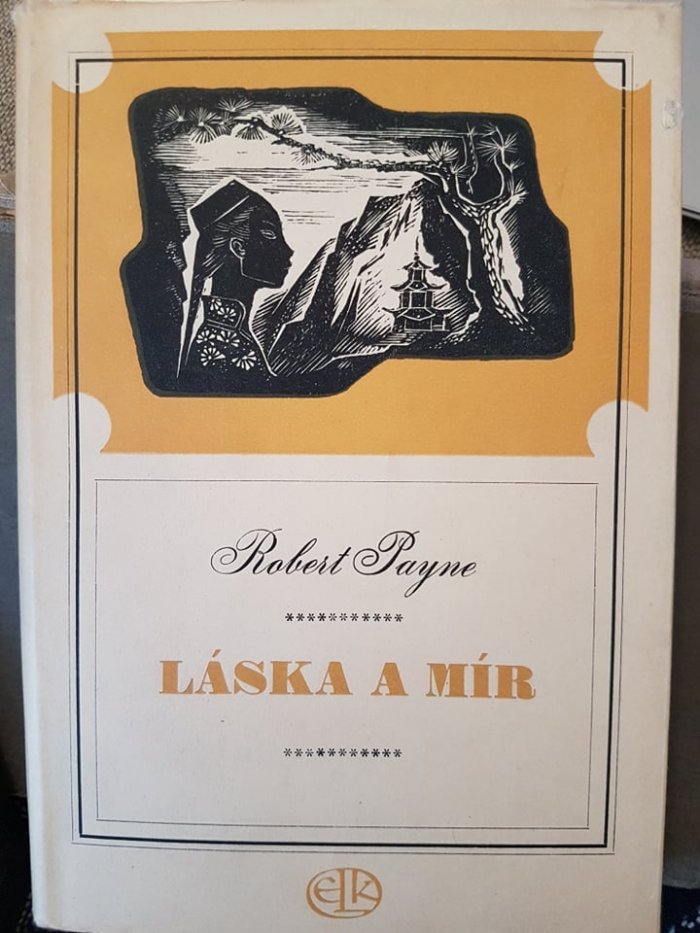 Robert Payne
***********
LÁSKA A MÍR
***********
ELK